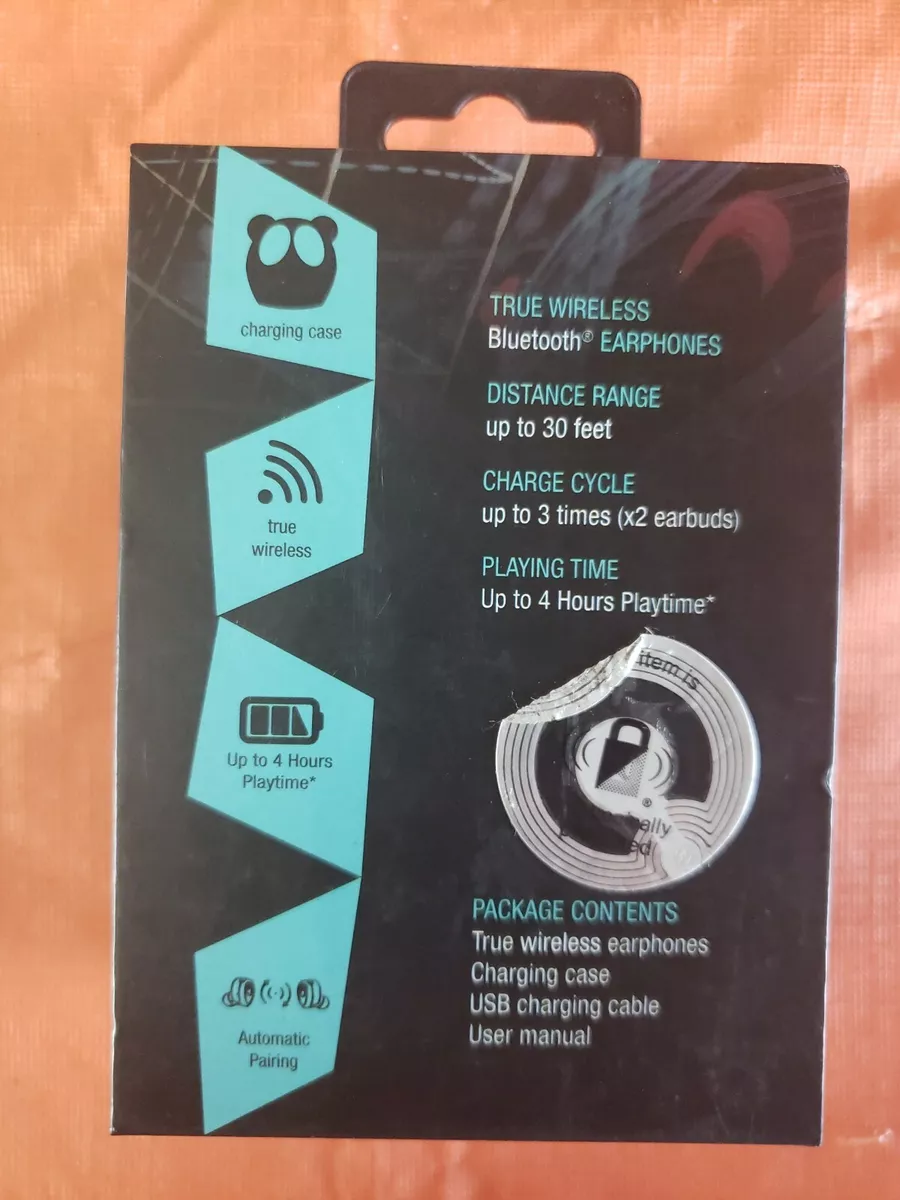 charging case
true
wireless
Up to 4 Hours
Playtime*
Automatic
Pairing
TRUE WIRELESS
Bluetooth® EARPHONES
DISTANCE RANGE
up to 30 feet
CHARGE CYCLE
up to 3 times (x2 earbuds)
PLAYING TIME
Up to 4 Hours Playtime*
item is
®
PACKAGE CONTENTS
True wireless earphones
Charging case
USB charging cable
User manual